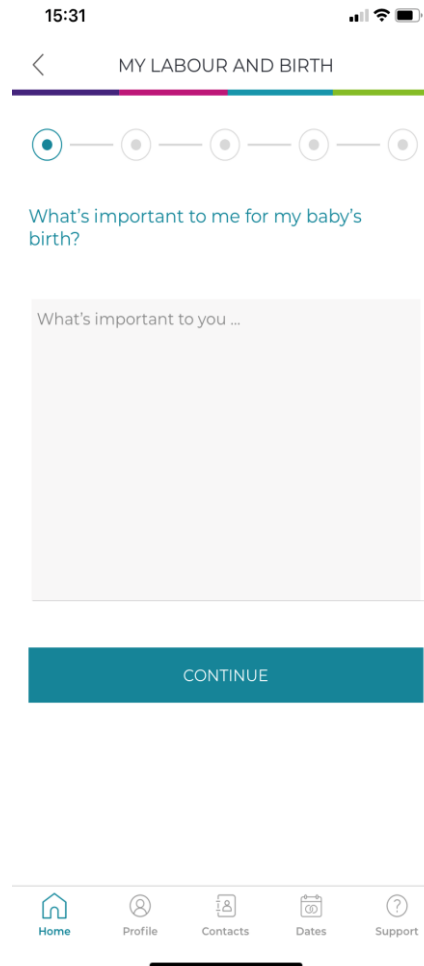 15:31
MY LABOUR AND BIRTH
What's important to me for my baby's
birth?
What's important to you ...
CONTINUE
Home Profile Contacts Dates Support